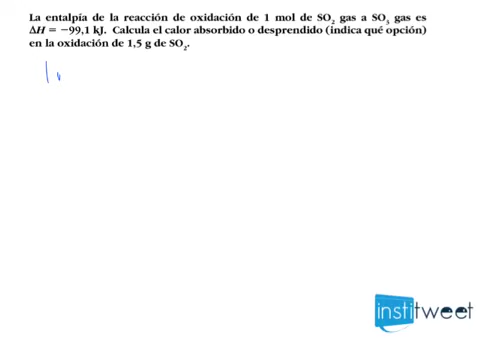 La entalpía de la reacción de oxidación de 1 mol de SO₂ gas a SO₃ gas es
ΔH = −99,1 kJ. Calcula el calor absorbido o desprendido (indica qué opción)
en la oxidación de 1,5 g de SO₂.
institweet